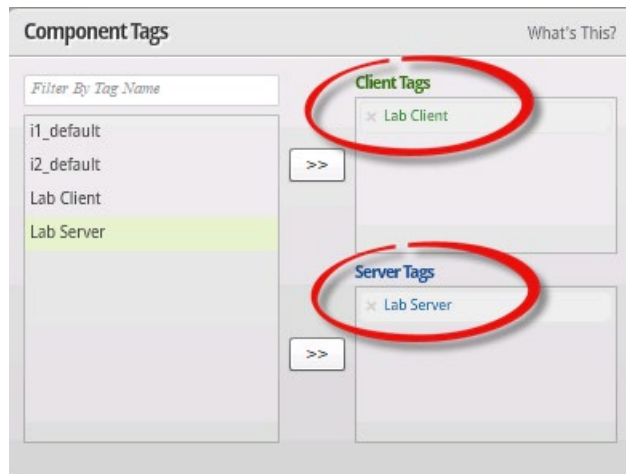 Component Tags
What's This?
Filter By Tag Name
i1_default
i2_default
Lab Client
Lab Server
>>
>>
Client Tags
× Lab Client
Server Tags
× Lab Server